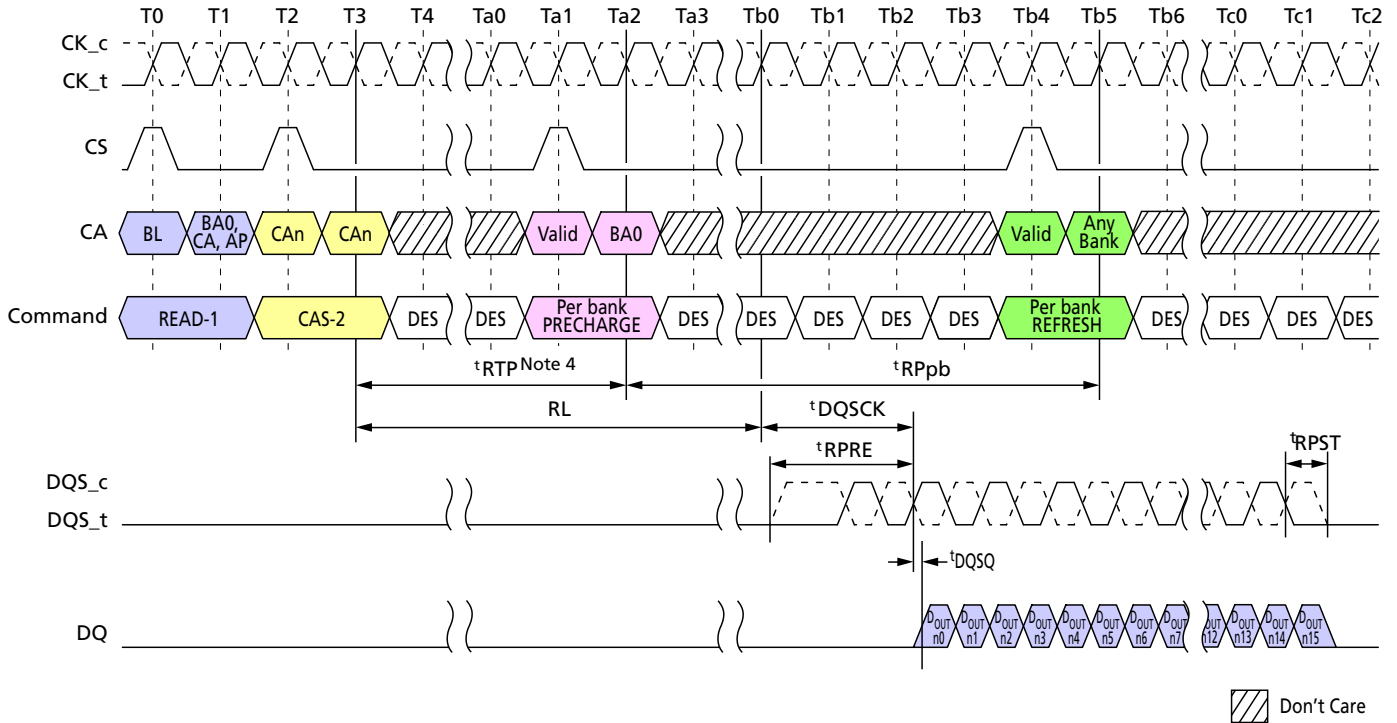 T0 T1 T2 T3 T4 Ta0 Ta1 Ta2 Ta3 Tb0 Tb1 Tb2 Tb3 Tb4 Tb5 Tb6 Tc0 Tc1 Tc2
CK_c
CK_t
CS
CA BL BA0, CA, AP CAn CAn Valid BA0 Valid Any Bank
Command READ-1 CAS-2 DES DES Per bank PRECHARGE DES DES DES DES DES Per bank REFRESH DES DES DES DES
tRTP Note 4 tRPpb
RL tDQSCK
tRPRE tRPST
DQS_c
DQS_t
tDQSQ
DQ DOUT n0 DOUT n1 DOUT n2 DOUT n3 DOUT n4 DOUT n5 DOUT n6 DOUT n7 DOUT n12 DOUT n13 DOUT n14 DOUT n15
Don't Care